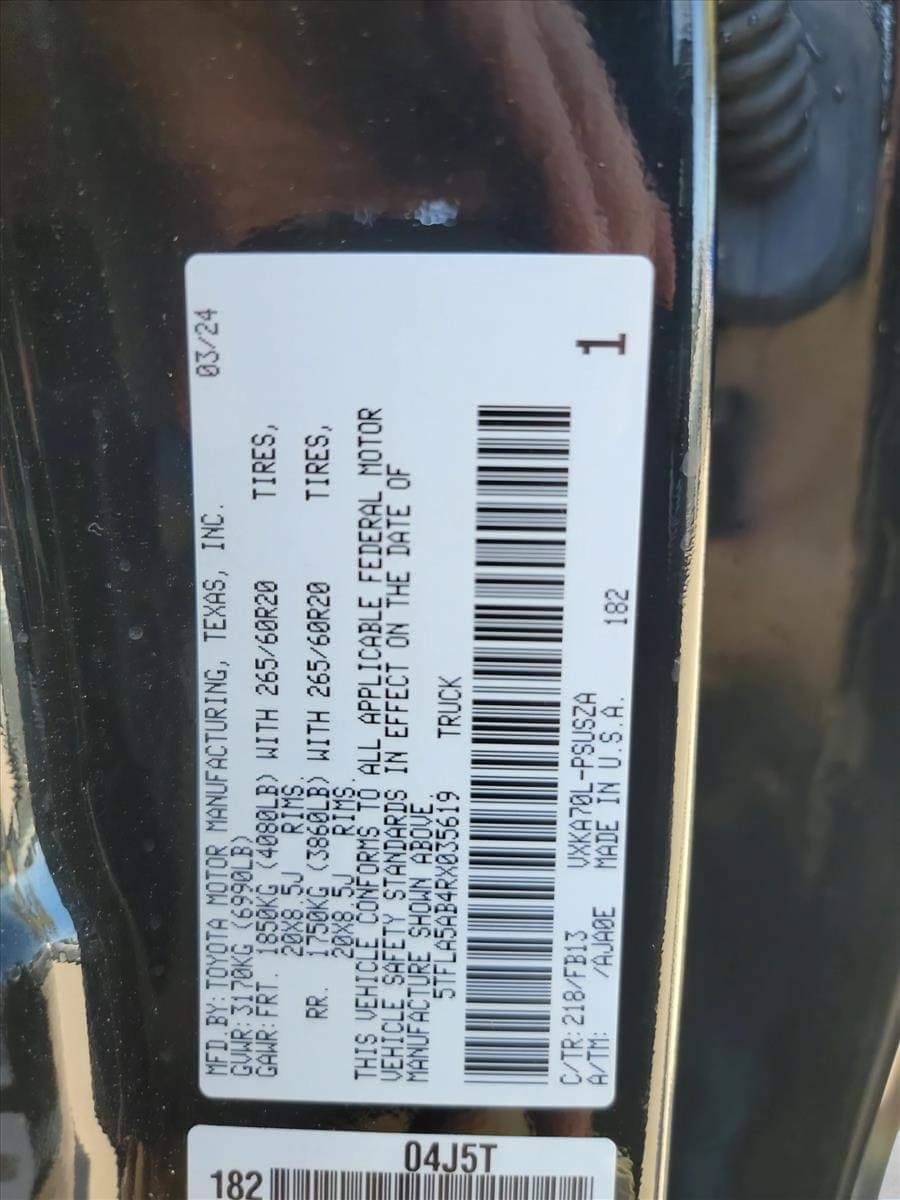 MFD.BY:TOYOTA MOTOR MANUFACTURING, TEXAS, INC. 03/24
GVWR:3170KG (6990LB)
GAWR:FRT. 1850KG (4080LB) WITH 265/60R20 TIRES,
20X8.5J RIMS.
RR. 1750KG (3860LB) WITH 265/60R20 TIRES,
20X8.5J RIMS.
THIS VEHICLE CONFORMS TO ALL APPLICABLE FEDERAL MOTOR
VEHICLE SAFETY STANDARDS IN EFFECT ON THE DATE OF
MANUFACTURE SHOWN ABOVE.
5TFLA5AB4RX035619 TRUCK
C/TR:218/FB13 VXKA70L-PSUSZA
A/TM: /AJA0E MADE IN U.S.A. 182
1
04J5T
182